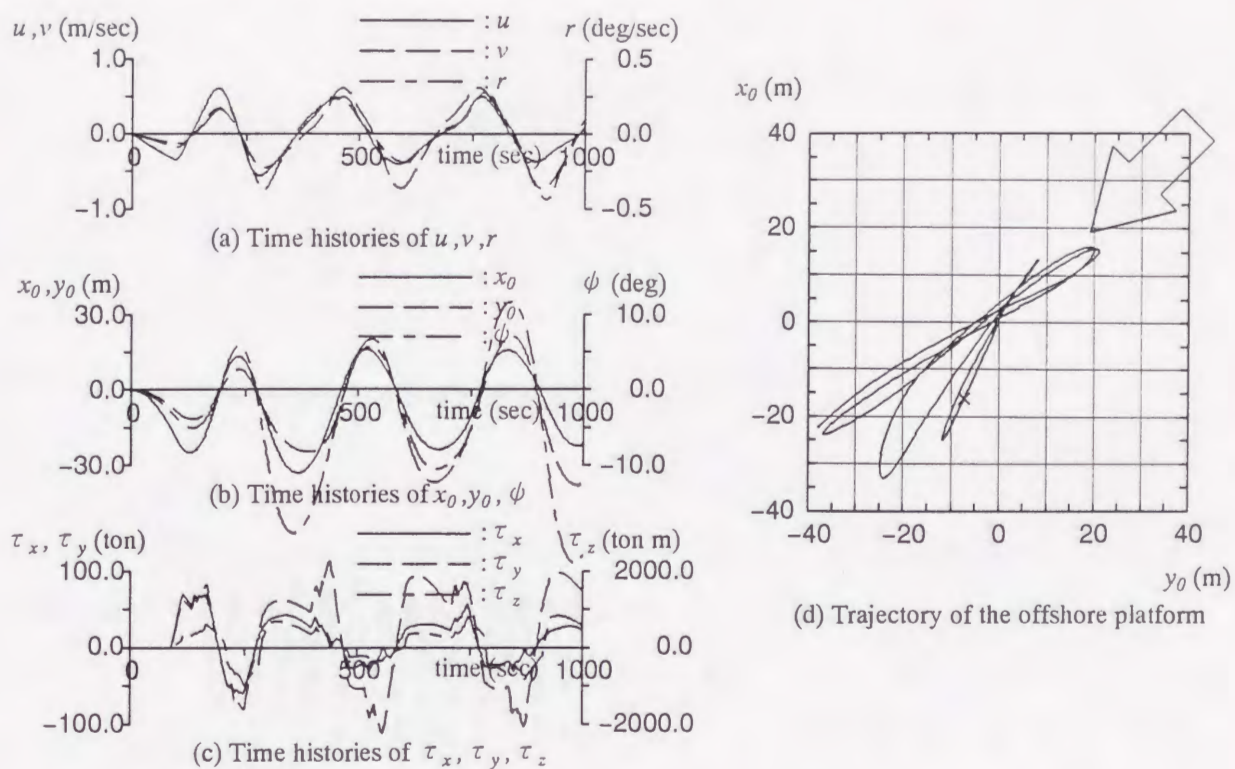 u, v (m/sec)
r (deg/sec)
: u
: v
: r
1.0
0.0
-1.0
0.5
0.0
-0.5
0
500
time (sec)
1000
(a) Time histories of u, v, r
x₀, y₀ (m)
ψ (deg)
: x₀
: y₀
: ψ
30.0
0.0
-30.0
10.0
0.0
-10.0
0
500
time (sec)
1000
(b) Time histories of x₀, y₀, ψ
τx, τy (ton)
τz (ton m)
: τx
: τy
: τz
100.0
0.0
-100.0
2000.0
0.0
-2000.0
0
500
time (sec)
1000
(c) Time histories of τx, τy, τz
x₀ (m)
40
20
0
-20
-40
-40
-20
0
20
40
y₀ (m)
(d) Trajectory of the offshore platform